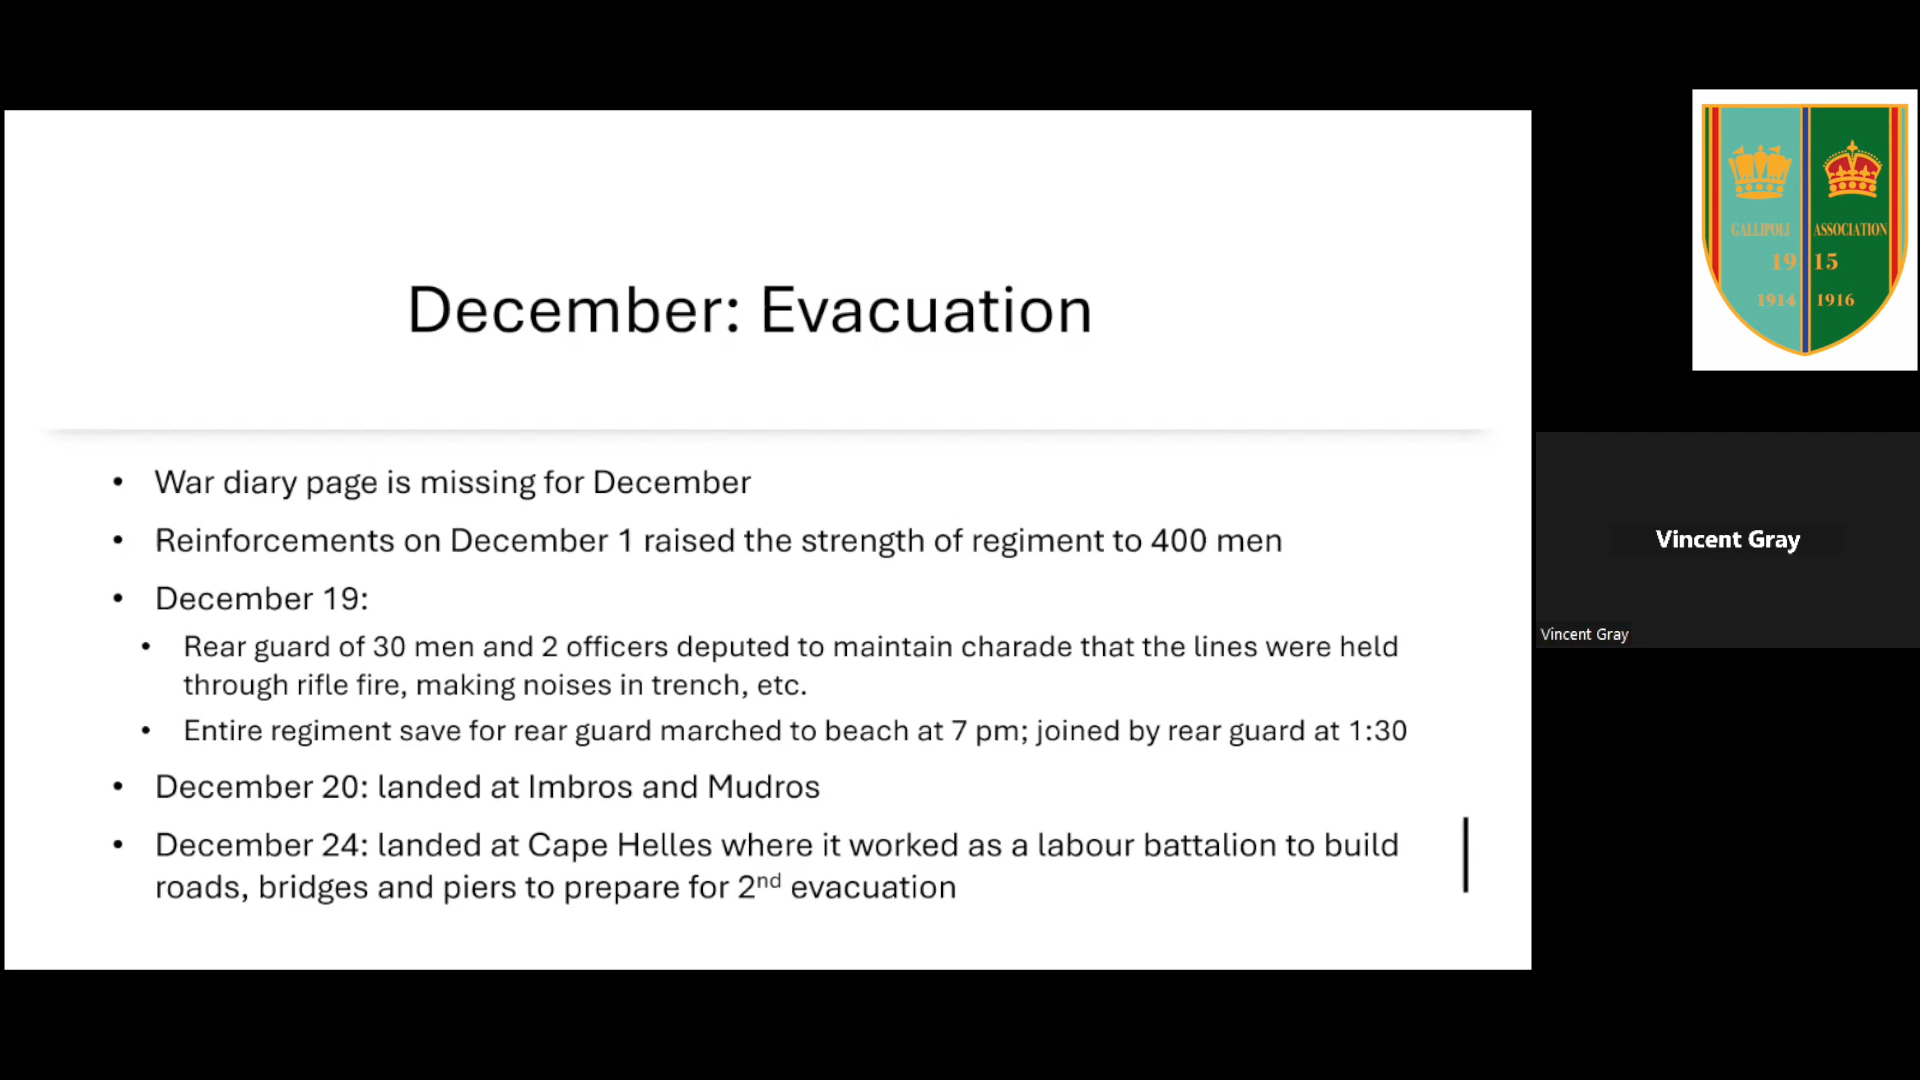 December: Evacuation
• War diary page is missing for December
• Reinforcements on December 1 raised the strength of regiment to 400 men
• December 19:
• Rear guard of 30 men and 2 officers deputed to maintain charade that the lines were held
through rifle fire, making noises in trench, etc.
• Entire regiment save for rear guard marched to beach at 7 pm; joined by rear guard at 1:30
• December 20: landed at Imbros and Mudros
• December 24: landed at Cape Helles where it worked as a labour battalion to build
roads, bridges and piers to prepare for 2nd evacuation
GALLIPOLI ASSOCIATION
19 15
1914 1916
Vincent Gray
Vincent Gray